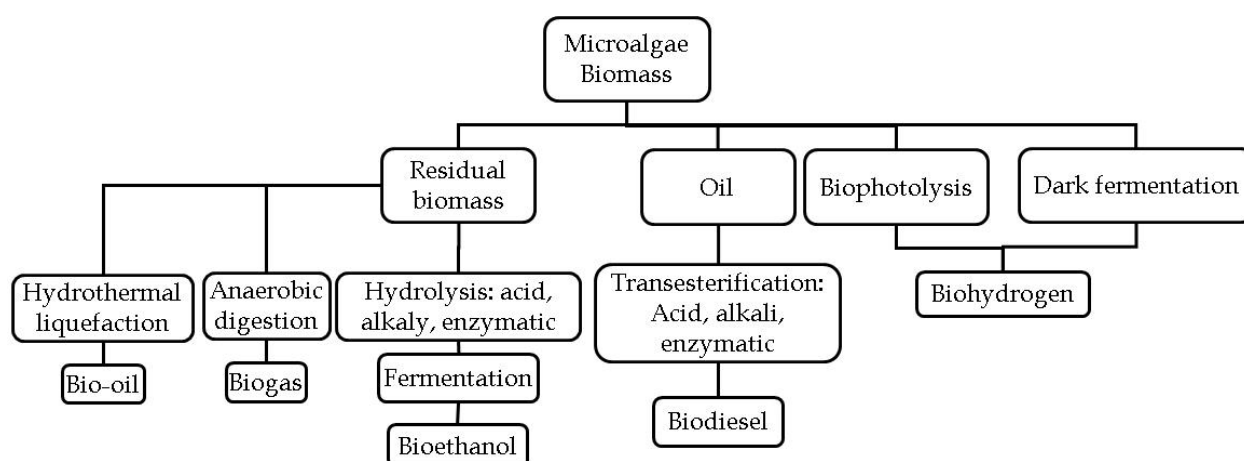 Microalgae
Biomass
Residual
biomass
Oil
Biophotolysis
Dark fermentation
Hydrothermal
liquefaction
Anaerobic
digestion
Hydrolysis: acid,
alkaly, enzymatic
Transesterification:
Acid, alkali,
enzymatic
Biohydrogen
Bio-oil
Biogas
Fermentation
Biodiesel
Bioethanol